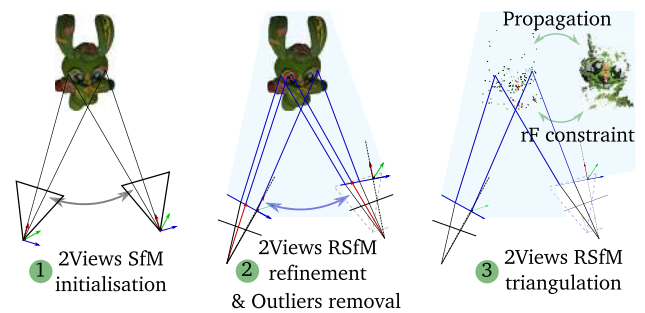 Propagation
rF constraint
1 2Views SfM
initialisation
2 2Views RSfM
refinement
& Outliers removal
3 2Views RSfM
triangulation